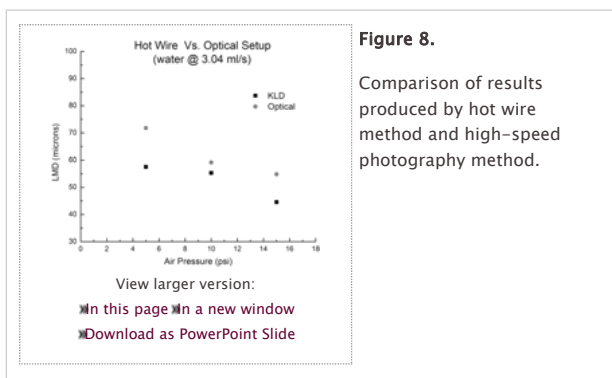 Hot Wire Vs. Optical Setup
(water @ 3.04 ml/s)
KLD
Optical
LMD (microns)
100
90
80
70
60
50
40
30
0 2 4 6 8 10 12 14 16 18
Air Pressure (psi)
View larger version:
In this page In a new window
Download as PowerPoint Slide
Figure 8.
Comparison of results
produced by hot wire
method and high-speed
photography method.